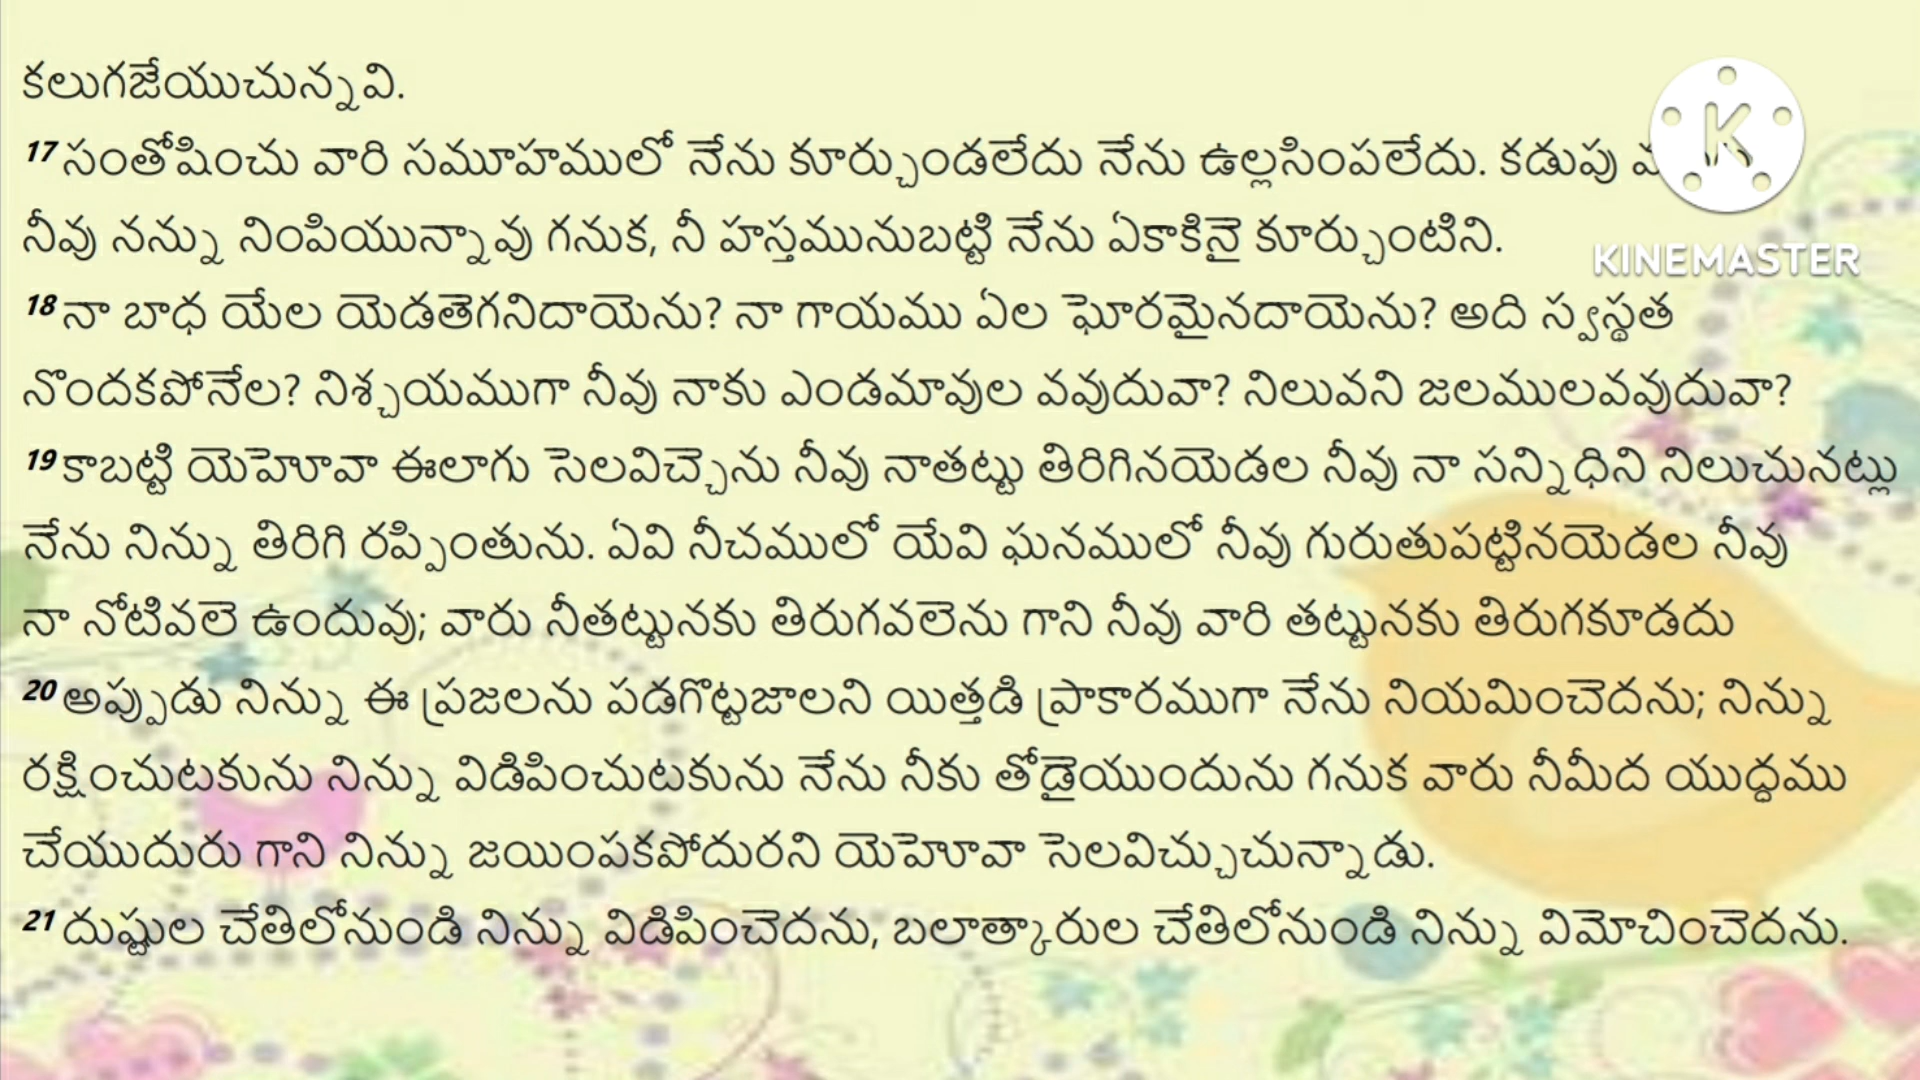 కలుగజేయుచున్నవి.
17 సంతోషించు వారి సమూహములో నేను కూర్చుండలేదు నేను ఉల్లసింపలేదు. కడుపు
నీవు నన్ను నింపియున్నావు గనుక, నీ హస్తమునుబట్టి నేను ఏకాకినై కూర్చుంటిని.
KINEMASTER
18 నా బాధ యేల యెడతెగనిదాయెను? నా గాయము ఏల ఘోరమైనదాయెను? అది స్వస్థత
నొందకపోనేల? నిశ్చయముగా నీవు నాకు ఎండమావుల వవుదువా? నిలువని జలములవవుదువా?
19 కాబట్టి యెహోవా ఈలాగు సెలవిచ్చెను నీవు నాతట్టు తిరిగినయెడల నీవు నా సన్నిధిని నిలుచునట్లు
నేను నిన్ను తిరిగి రప్పింతును. ఏవి నీచములో యేవి ఘనములో నీవు గురుతుపట్టినయెడల నీవు
నా నోటివలె ఉందువు; వారు నీతట్టునకు తిరుగవలెను గాని నీవు వారి తట్టునకు తిరుగకూడదు
20 అప్పుడు నిన్ను ఈ ప్రజలను పడగొట్టజాలని యిత్తడి ప్రాకారముగా నేను నియమించెదను; నిన్ను
రక్షించుటకును నిన్ను విడిపించుటకును నేను నీకు తోడైయుందును గనుక వారు నీమీద యుద్ధము
చేయుదురు గాని నిన్ను జయింపకపోదురని యెహోవా సెలవిచ్చుచున్నాడు.
21 దుష్టుల చేతిలోనుండి నిన్ను విడిపించెదను, బలాత్కారుల చేతిలోనుండి నిన్ను విమోచించెదను.